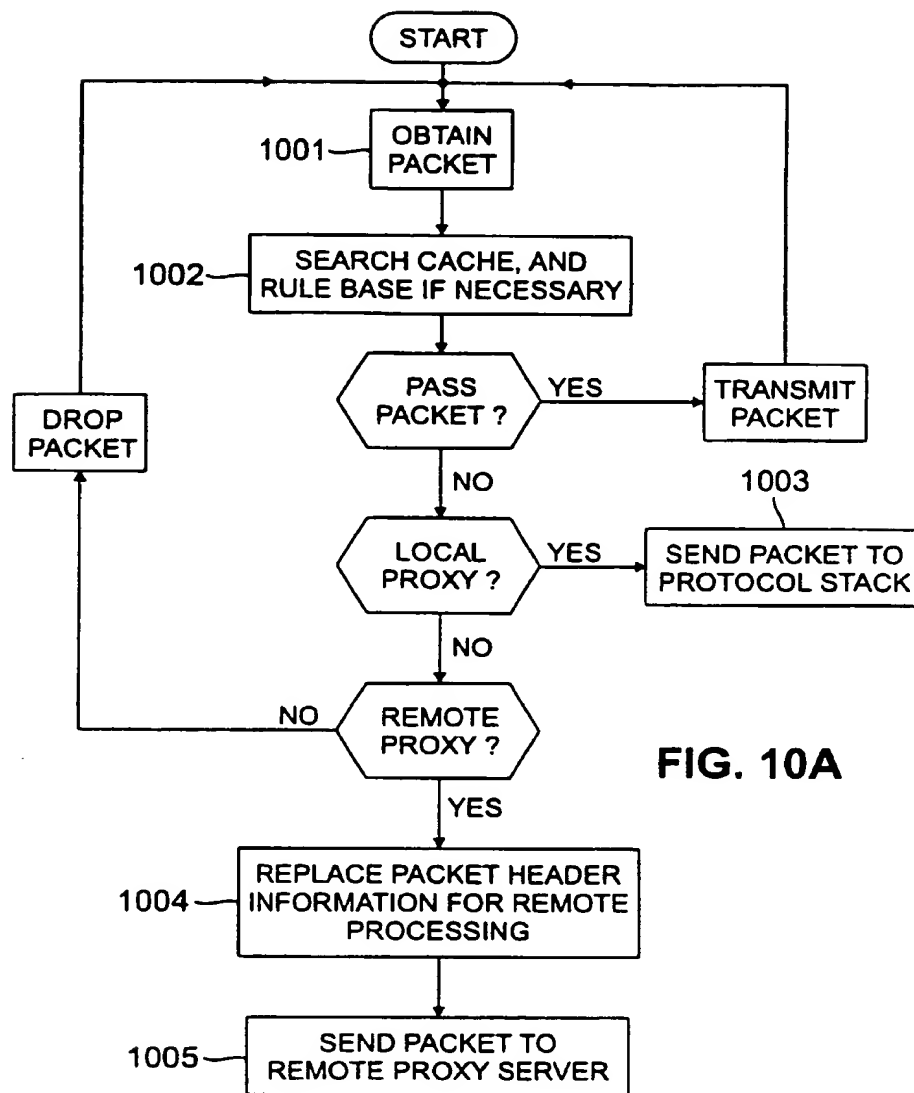 START
1001
OBTAIN
PACKET
1002
SEARCH CACHE, AND
RULE BASE IF NECESSARY
PASS
PACKET ?
YES
TRANSMIT
PACKET
DROP
PACKET
NO
1003
LOCAL
PROXY ?
YES
SEND PACKET TO
PROTOCOL STACK
NO
REMOTE
PROXY ?
NO
FIG. 10A
YES
1004
REPLACE PACKET HEADER
INFORMATION FOR REMOTE
PROCESSING
1005
SEND PACKET TO
REMOTE PROXY SERVER